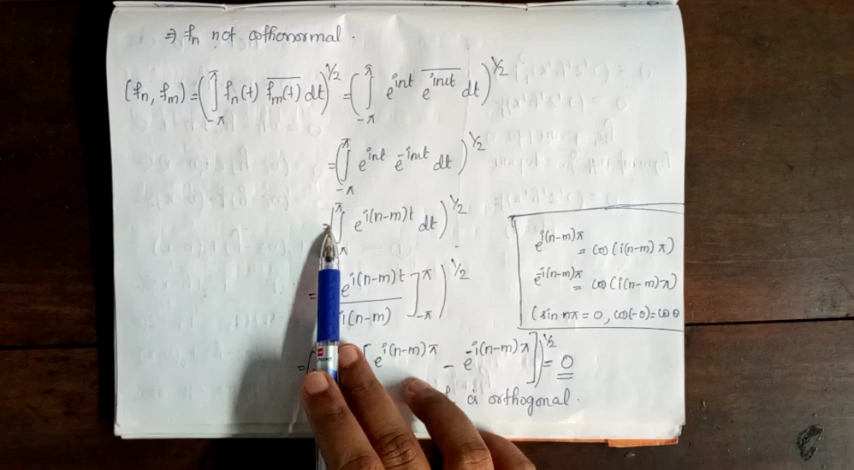 ⇒ fn not orthonormal.
(fn, fm) = (∫_{-π}^{π} fn(t) \overline{fm(t)} dt)^{1/2} = (∫_{-π}^{π} e^{int} \overline{e^{imt}} dt)^{1/2}
= (∫_{-π}^{π} e^{int} e^{-imt} dt)^{1/2}
= (∫_{-π}^{π} e^{i(n-m)t} dt)^{1/2}
= e^{i(n-m)t} / i(n-m) ]_{-π}^{π} )^{1/2}
= ( [e^{i(n-m)π} - e^{-i(n-m)π}] )^{1/2} = 0
is orthogonal.
e^{i(n-m)π} = cos(i(n-m)π)
e^{-i(n-m)π} = cos(i(n-m)π)
(sin nπ = 0, cos(-θ) = cos θ